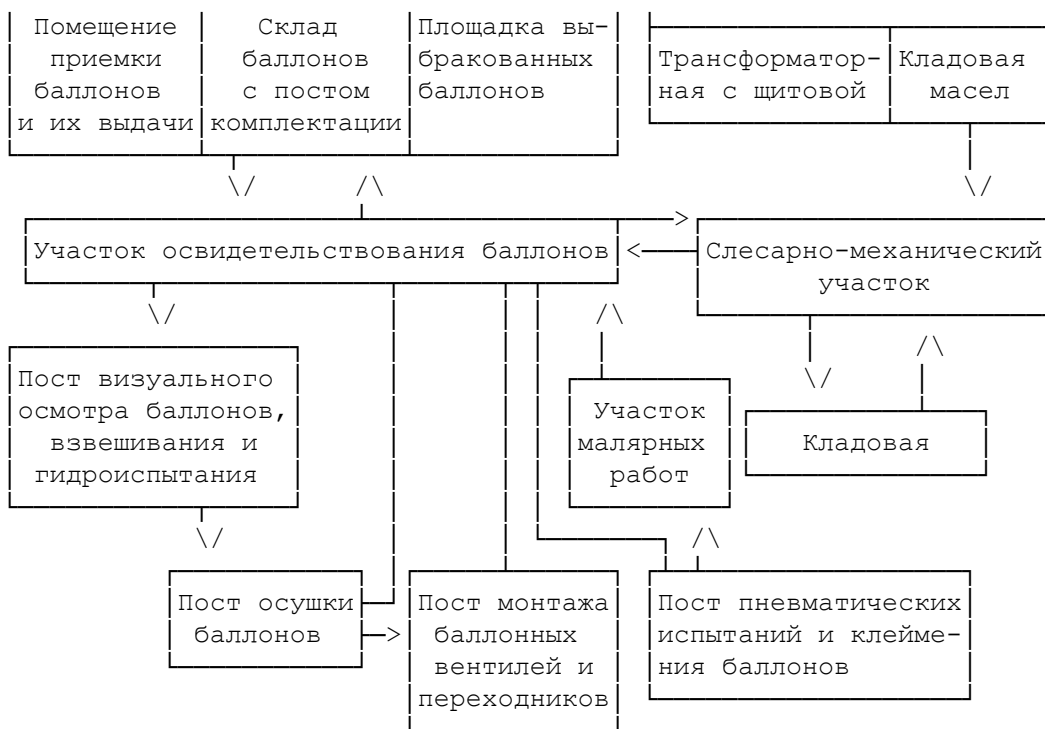 Помещение
приемки
баллонов
и их выдачи
Склад
баллонов
с постом
комплектации
Площадка вы-
бракованных
баллонов
Трансформатор-
ная с щитовой
Кладовая
масел
Участок освидетельствования баллонов
Слесарно-механический
участок
Пост визуального
осмотра баллонов,
взвешивания и
гидроиспытания
Участок
малярных
работ
Кладовая
Пост осушки
баллонов
Пост монтажа
баллонных
вентилей и
переходников
Пост пневматических
испытаний и клейме-
ния баллонов